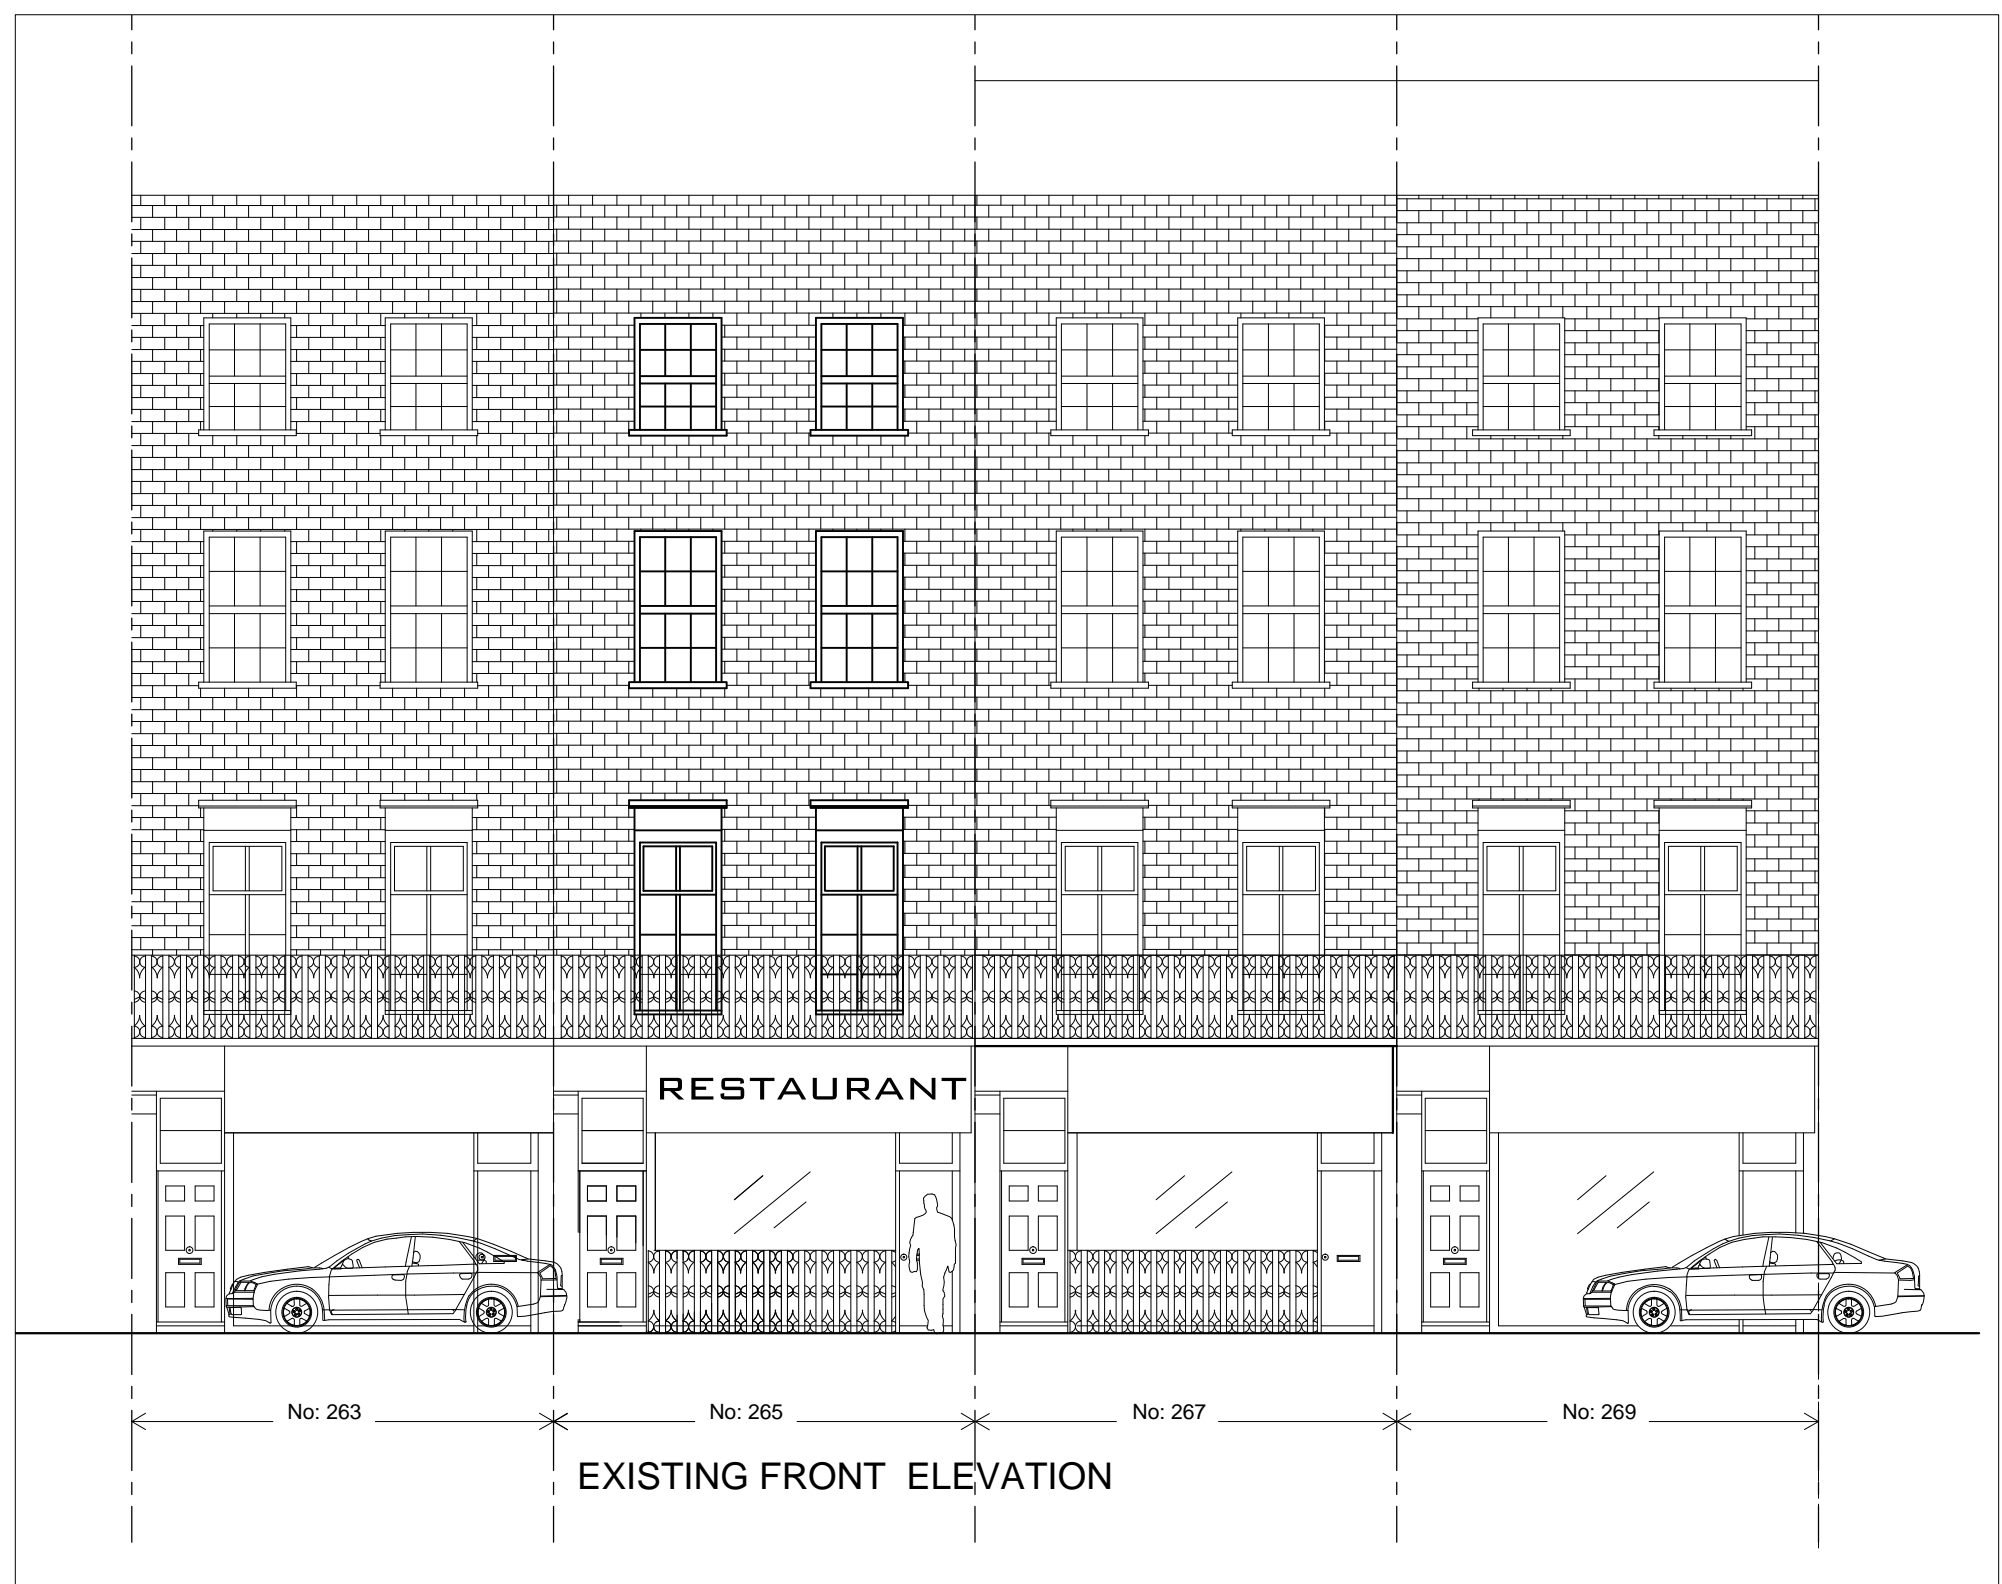 RESTAURANT
No: 263
No: 265
No: 267
No: 269
EXISTING FRONT ELEVATION